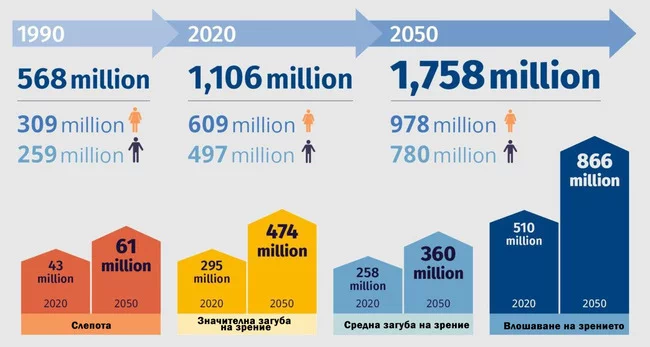 1990
2020
2050
568 million
1,106 million
1,758 million
309 million
609 million
978 million
259 million
497 million
780 million
43
million
2020
61
million
2050
Слепота
295
million
2020
474
million
2050
Значителна загуба
на зрение
258
million
2020
360
million
2050
Средна загуба на зрение
510
million
2020
866
million
2050
Влошаване на зрението